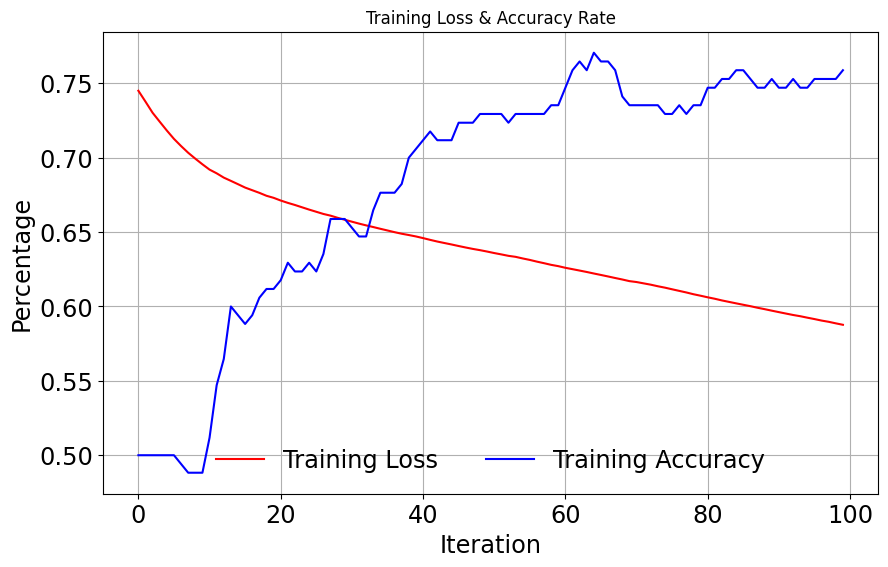 Training Loss & Accuracy Rate
0.75
0.70
0.65
0.60
0.55
0.50
Percentage
Training Loss Training Accuracy
0 20 40 60 80 100
Iteration